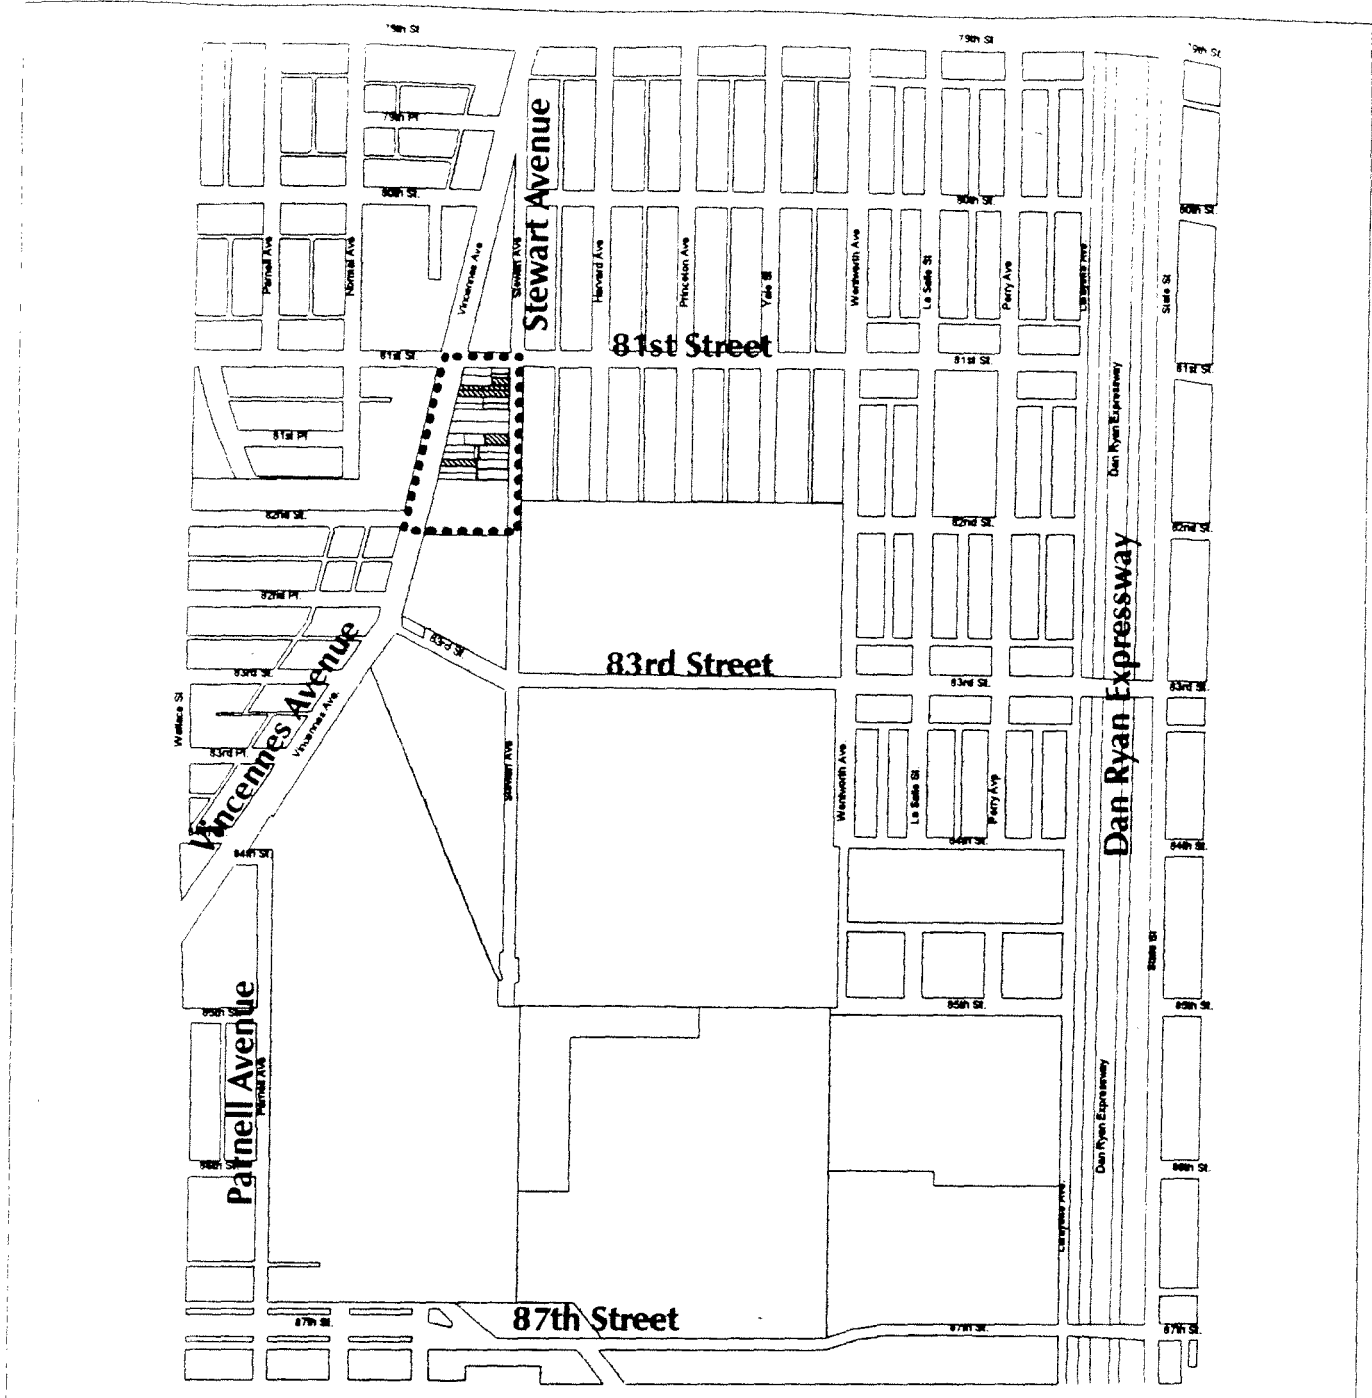 79th St
79th St
79th St
79th Pl
Stewart Avenue
80th St.
80th St.
80th St.
Parnell Ave
Normal Ave
Vincennes Ave
Stewart Ave
Harvard Ave
Princeton Ave
Yale St
Wentworth Ave
La Salle St
Perry Ave
Lafayette Ave
State St
81st St.
81st Street
81st St.
81st St.
Dan Ryan Expressway
81st Pl
82nd St.
82nd St.
82nd St.
82nd Pl.
Dan Ryan Expressway
83rd St
83rd Street
Vincennes Avenue
83rd St.
83rd St.
83rd St.
Wallace St
Vincennes Ave.
83rd Pl.
Stewart Ave
Wentworth Ave.
La Salle St
Perry Ave
84th St.
84th St.
84th St.
State St
Parnell Avenue
85th St.
85th St.
85th St.
Parnell Ave
Dan Ryan Expressway
86th St.
86th St.
Lafayette Ave.
87th St.
87th Street
87th St.
87th St.